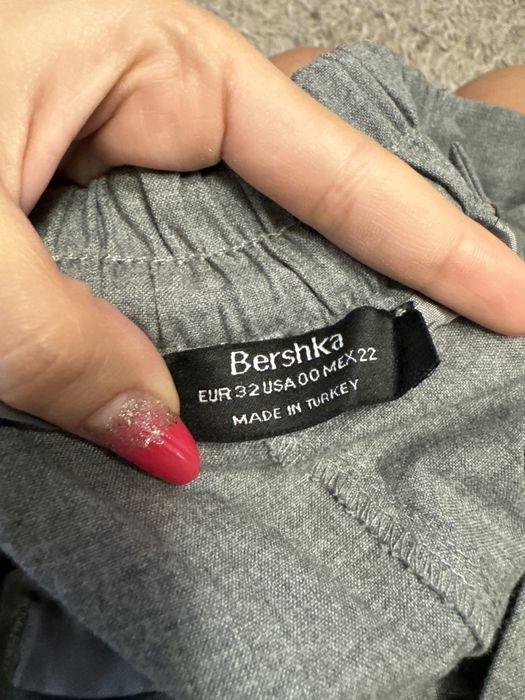 Bershka
EUR 32 USA 00 MEX 22
MADE IN TURKEY